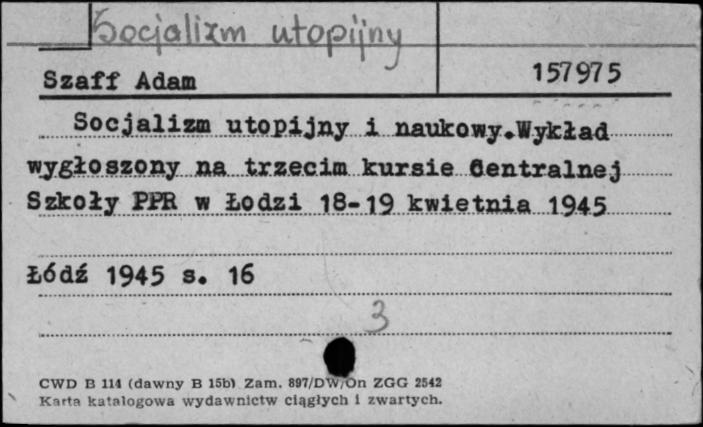 Socjalizm utopijny
Szaff Adam
157975
Socjalizm utopijny i naukowy.Wykład
wygłoszony na trzecim kursie Centralnej
Szkoły PPR w Łodzi 18-19 kwietnia 1945
Łódź 1945 s. 16
3
CWD B 114 (dawny B 15b) Zam. 897/DW/On ZGG 2542
Karta katalogowa wydawnictw ciągłych i zwartych.